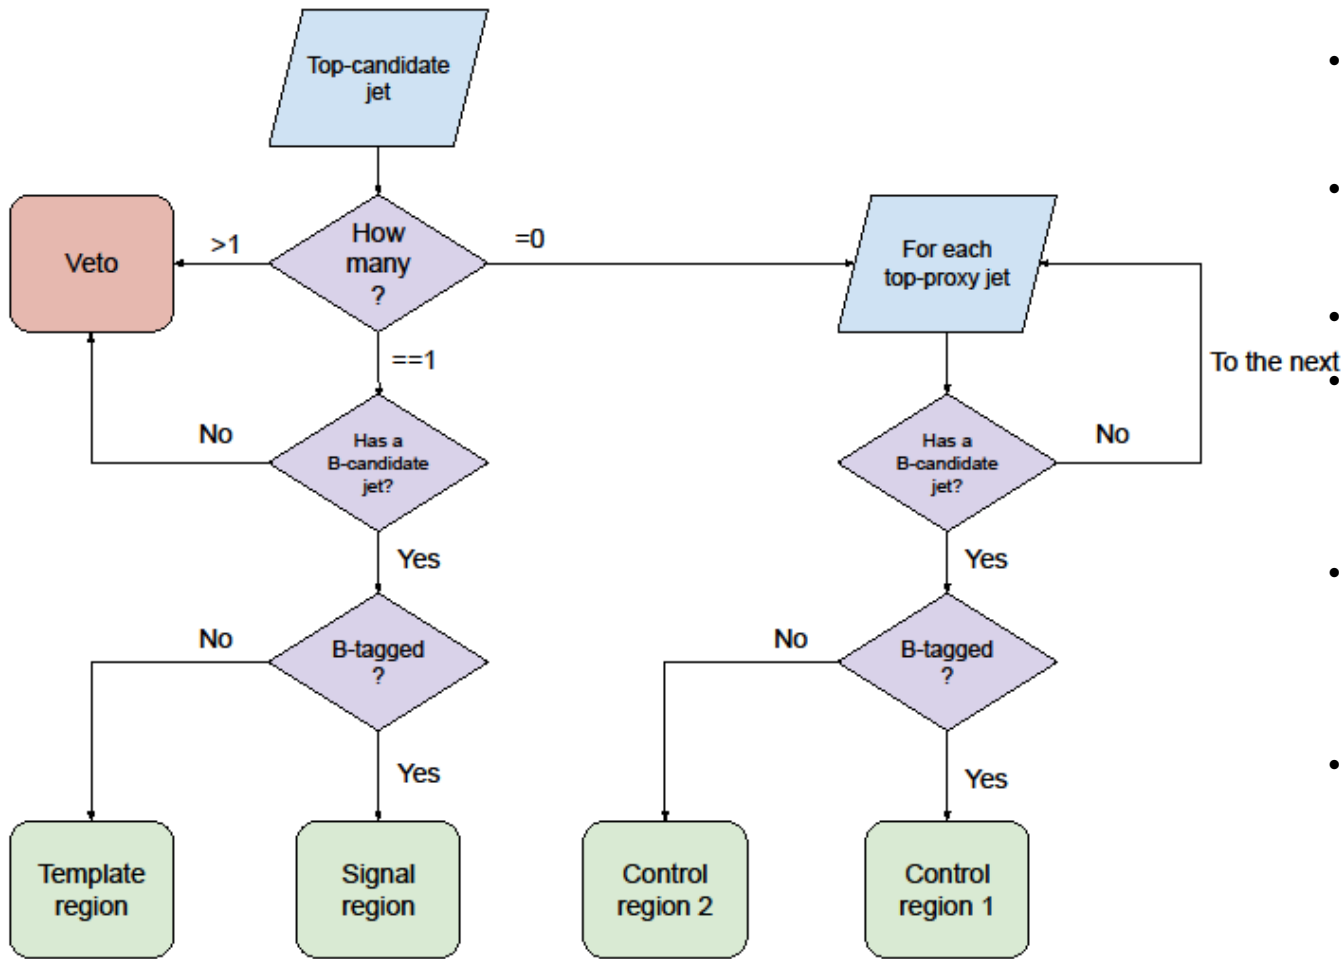 Top-candidate
jet
How
many
?
>1
=0
Veto
For each
top-proxy jet
==1
To the next
No
Has a
B-candidate
jet?
Has a
B-candidate
jet?
No
Yes
Yes
No
B-tagged
?
No
B-tagged
?
Yes
Yes
Template
region
Signal
region
Control
region 2
Control
region 1